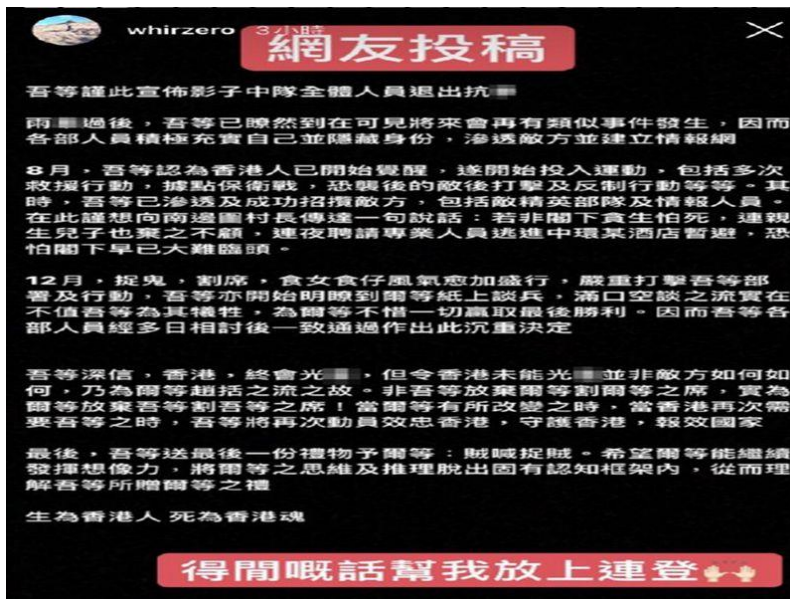 whirzero 3小時
網友投稿
吾等謹此宣佈影子中隊全體人員退出抗
雨 過後，吾等已瞭然到在可見將來會再有類似事件發生，因而
各部人員積極充實自己並隱藏身份，滲透敵方並建立情報網
8月，吾等認為香港人已開始覺醒，遂開始投入運動，包括多次
救援行動，據點保衛戰，恐襲後的敵後打擊及反制行動等等。其
時，吾等已滲透及成功招攬敵方，包括敵精英部隊及情報人員。
在此謹想向南邊圍村長傳達一句說話：若非閣下貪生怕死，連親
生兒子也棄之不顧，連夜聘請專業人員逃進中環某酒店暫避，恐
怕閣下早已大難臨頭。
12月，捉鬼，割席，食女食仔風氣愈加盛行，嚴重打擊吾等部
署及行動，吾等亦開始明瞭到爾等紙上談兵，滿口空談之流實在
不值吾等為其犠牲，為爾等不惜一切贏取最後勝利。因而吾等各
部人員經多日相討後一致通過作出此沉重決定
吾等深信，香港，終會光 ，但令香港未能光 並非敵方如何如
何，乃為爾等趙括之流之故。非吾等放棄爾等割爾等之席，實為
爾等放棄吾等割吾等之席！當爾等有所改變之時，當香港再次需
要吾等之時，吾等將再次動員效忠香港，守護香港，報效國家
最後，吾等送最後一份禮物予爾等：賊喊捉賊。希望爾等能繼續
發揮想像力，將爾等之思維及推理脫出固有認知框架內，從而理
解吾等所贈爾等之禮
生為香港人 死為香港魂
得閒嘅話幫我放上連登🙌🏻